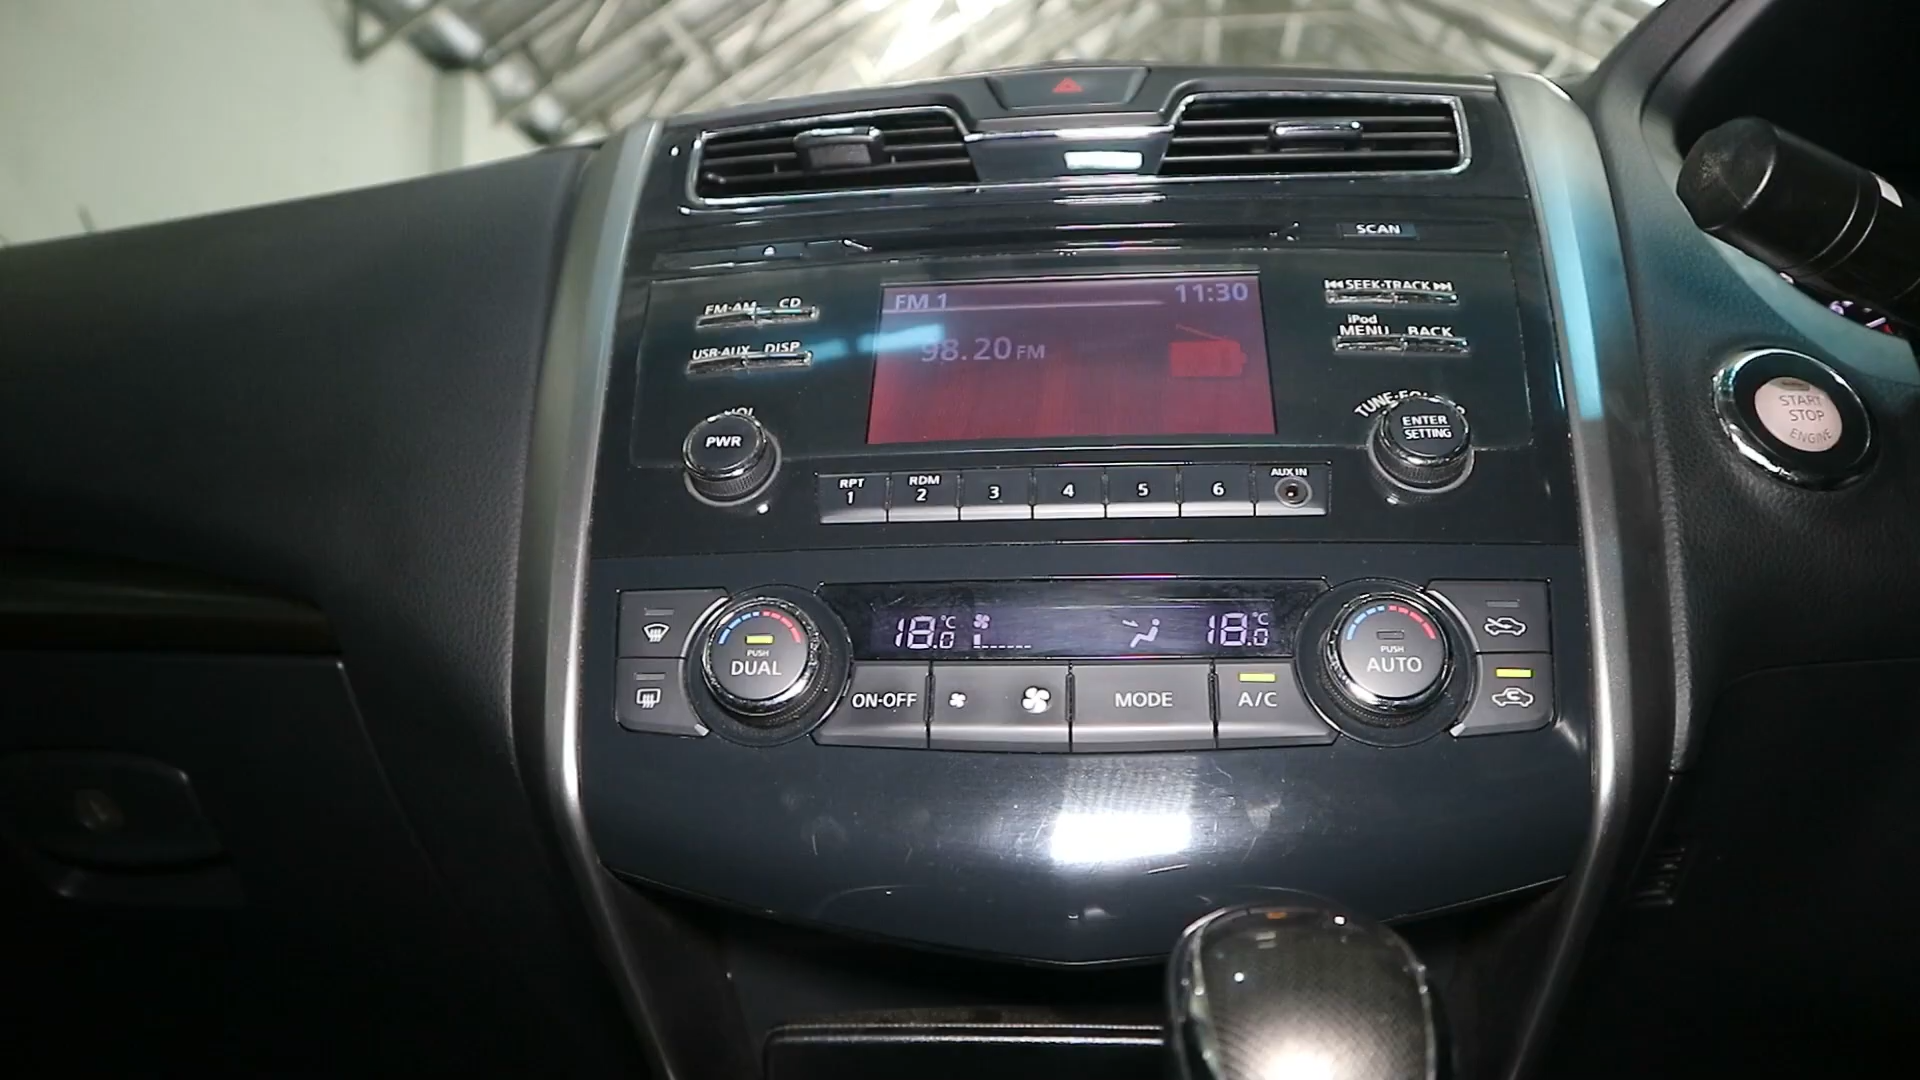 SCAN
FM·AM CD
USB·AUX DISP
VOL
PWR
FM 1 11:30
98.20 FM
SEEK·TRACK
iPod
MENU BACK
ENTER
SETTING
RPT
1
RDM
2
3
4
5
6
AUX IN
START
STOP
ENGINE
PUSH
DUAL
18.0°C
18.0°C
PUSH
AUTO
ON·OFF
MODE
A/C